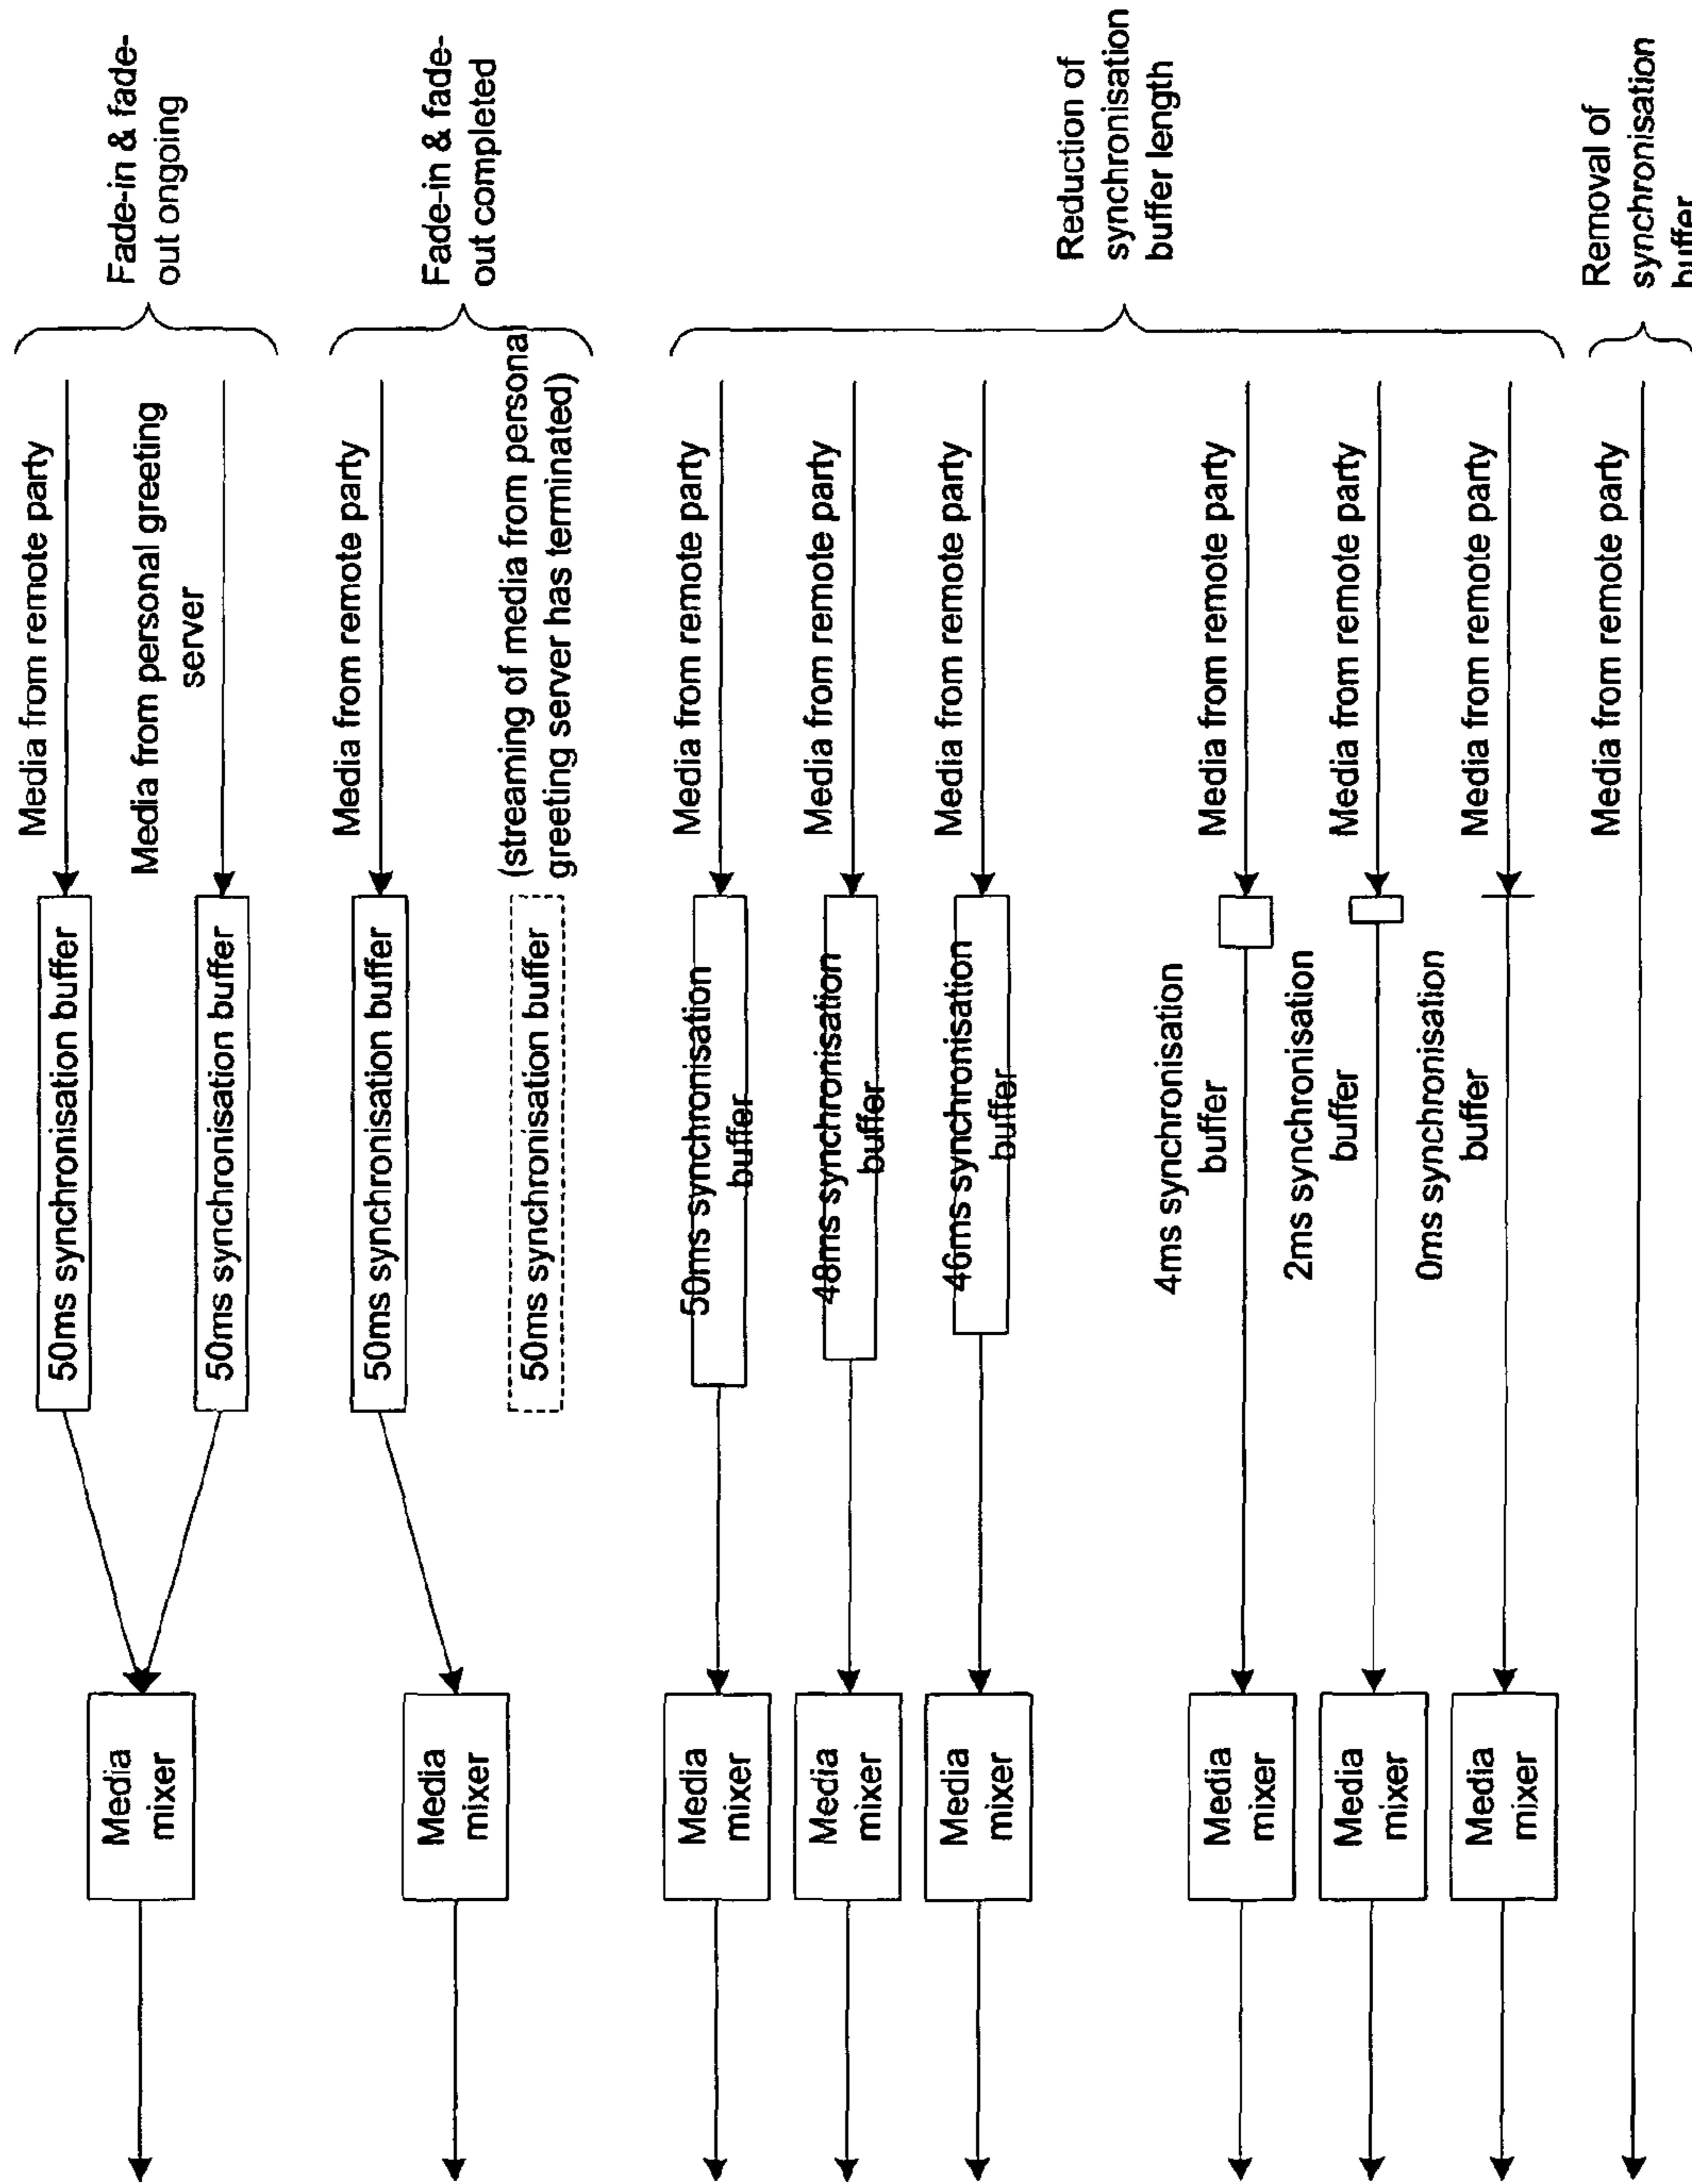 Media from remote party
50ms synchronisation buffer
Media from personal greeting
server
50ms synchronisation buffer
Media
mixer
Fade-in & fade-
out ongoing
Media from remote party
50ms synchronisation buffer
(streaming of media from personal
greeting server has terminated)
50ms synchronisation buffer
Media
mixer
Fade-in & fade-
out completed
Media from remote party
50ms synchronisation
buffer
Media
mixer
Media from remote party
48ms synchronisation
buffer
Media
mixer
Media from remote party
46ms synchronisation
buffer
Media
mixer
Reduction of
synchronisation
buffer length
Media from remote party
4ms synchronisation
buffer
Media
mixer
Media from remote party
2ms synchronisation
buffer
Media
mixer
Media from remote party
0ms synchronisation
buffer
Media
mixer
Media from remote party
Removal of
synchronisation
buffer